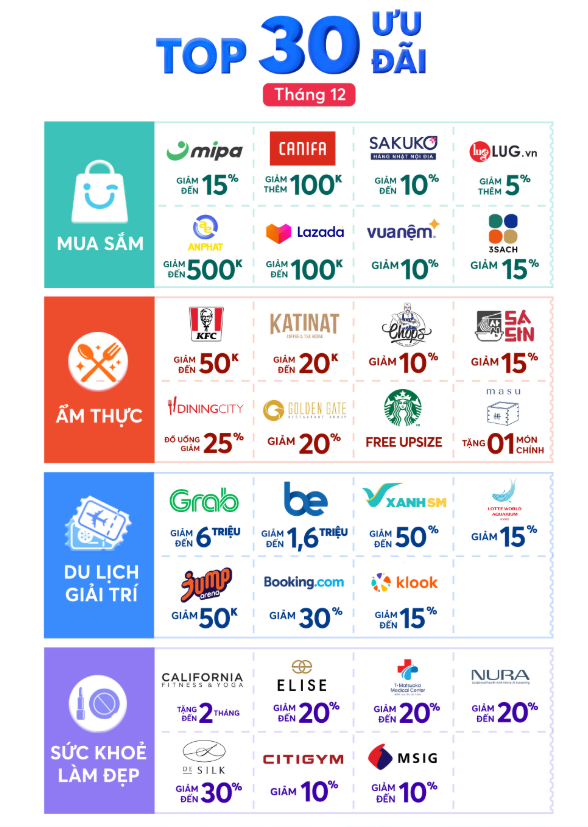 TOP 30 ƯU ĐÃI
Tháng 12
MUA SẮM
mipa
GIẢM ĐẾN 15%
CANIFA
GIẢM THÊM 100K
SAKUKO
HÀNG NHẬT NỘI ĐỊA
GIẢM ĐẾN 10%
lug LUG.vn
GIẢM THÊM 5%
ANPHAT
GIẢM ĐẾN 500K
Lazada
GIẢM ĐẾN 100K
vuanệm
GIẢM 10%
3SACH
GIẢM 15%
ẨM THỰC
KFC
GIẢM ĐẾN 50K
KATINAT
GIẢM ĐẾN 20K
Chops
GIẢM 10%
SASIN
GIẢM 15%
DININGCITY
ĐỒ UỐNG GIẢM 25%
GOLDEN GATE
RESTAURANT GROUP
GIẢM 20%
FREE UPSIZE
masu
TẶNG 01 MÓN CHÍNH
DU LỊCH GIẢI TRÍ
Grab
GIẢM ĐẾN 6 TRIỆU
be
GIẢM ĐẾN 1,6 TRIỆU
XANH SM
GIẢM ĐẾN 50%
LOTTE WORLD
AQUARIUM
GIẢM 15%
JUMP arena
GIẢM 50K
Booking.com
GIẢM 30%
klook
GIẢM ĐẾN 15%
SỨC KHOẺ LÀM ĐẸP
CALIFORNIA
FITNESS & YOGA
TẶNG ĐẾN 2 THÁNG
ELISE
GIẢM ĐẾN 20%
T-Matsuoka
Medical Center
GIẢM ĐẾN 20%
NURA
GIẢM ĐẾN 20%
DE SILK
GIẢM ĐẾN 30%
CITIGYM
GIẢM 10%
MSIG
GIẢM ĐẾN 10%